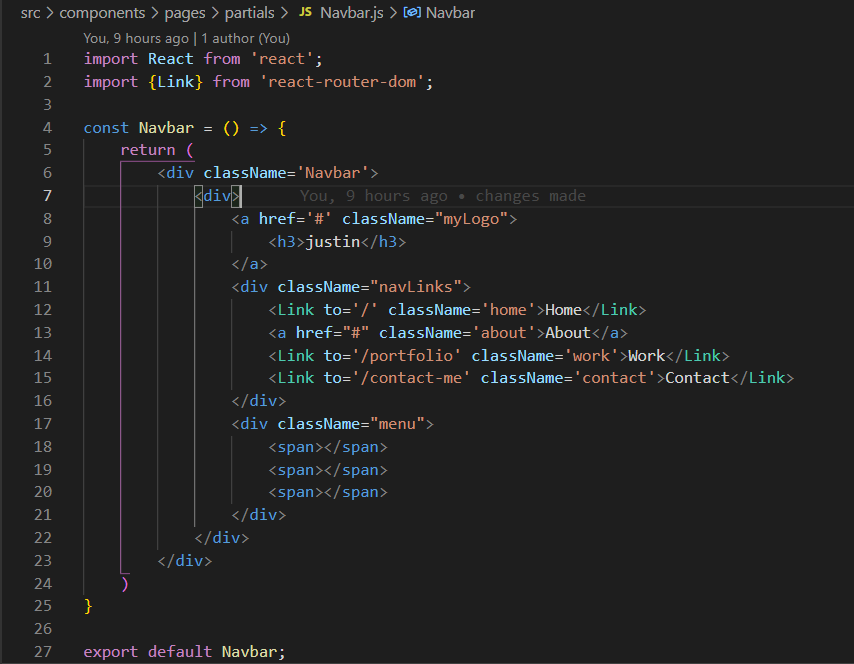 src > components > pages > partials > JS Navbar.js > Navbar
You, 9 hours ago | 1 author (You)
1 import React from 'react';
2 import {Link} from 'react-router-dom';
3
4 const Navbar = () => {
5     return (
6         <div className='Navbar'>
7             <div>      You, 9 hours ago • changes made
8                 <a href='#' className="myLogo">
9                     <h3>justin</h3>
10                 </a>
11                 <div className="navLinks">
12                     <Link to='/' className='home'>Home</Link>
13                     <a href="#" className='about'>About</a>
14                     <Link to='/portfolio' className='work'>Work</Link>
15                     <Link to='/contact-me' className='contact'>Contact</Link>
16                 </div>
17                 <div className="menu">
18                     <span></span>
19                     <span></span>
20                     <span></span>
21                 </div>
22             </div>
23         </div>
24     )
25 }
26
27 export default Navbar;